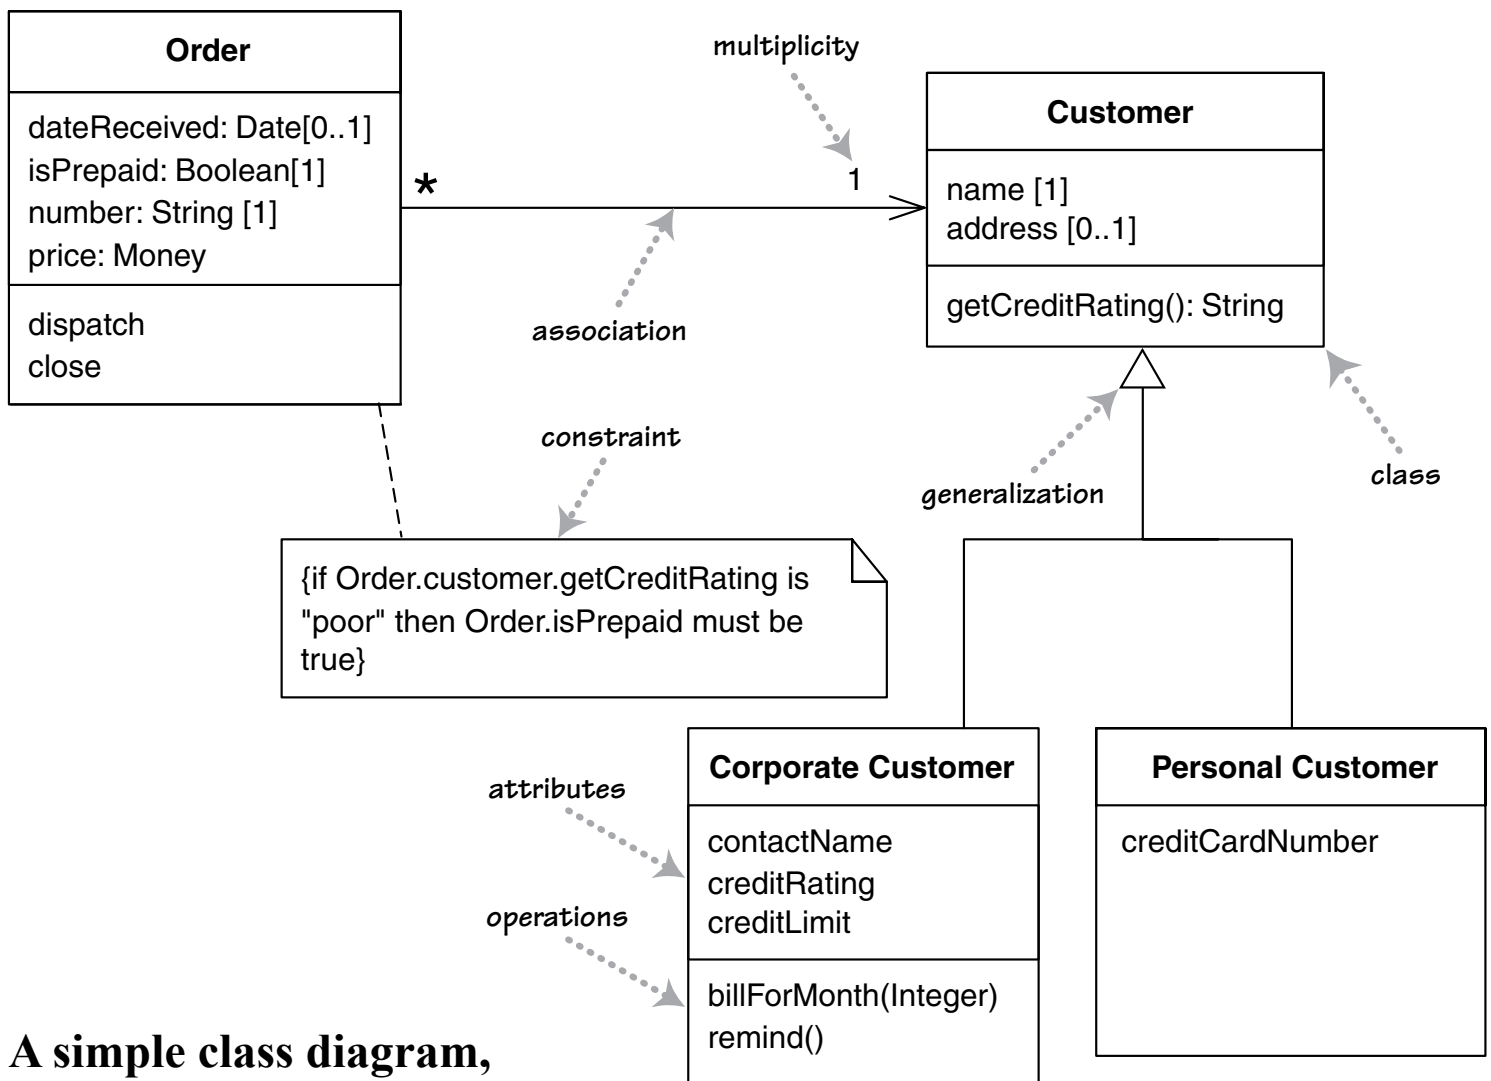 Order
dateReceived: Date[0..1]
isPrepaid: Boolean[1]
number: String [1]
price: Money
dispatch
close
*
multiplicity
1
association
Customer
name [1]
address [0..1]
getCreditRating(): String
constraint
generalization
class
{if Order.customer.getCreditRating is
"poor" then Order.isPrepaid must be
true}
attributes
operations
Corporate Customer
contactName
creditRating
creditLimit
billForMonth(Integer)
remind()
Personal Customer
creditCardNumber
A simple class diagram,